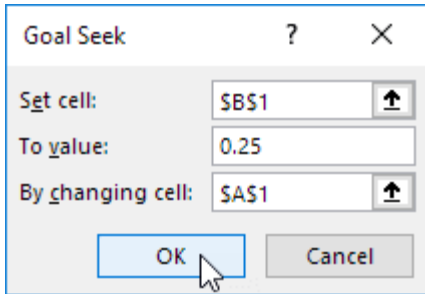 Goal Seek ? ×
Set cell: $B$1
To value: 0.25
By changing cell: $A$1
OK Cancel